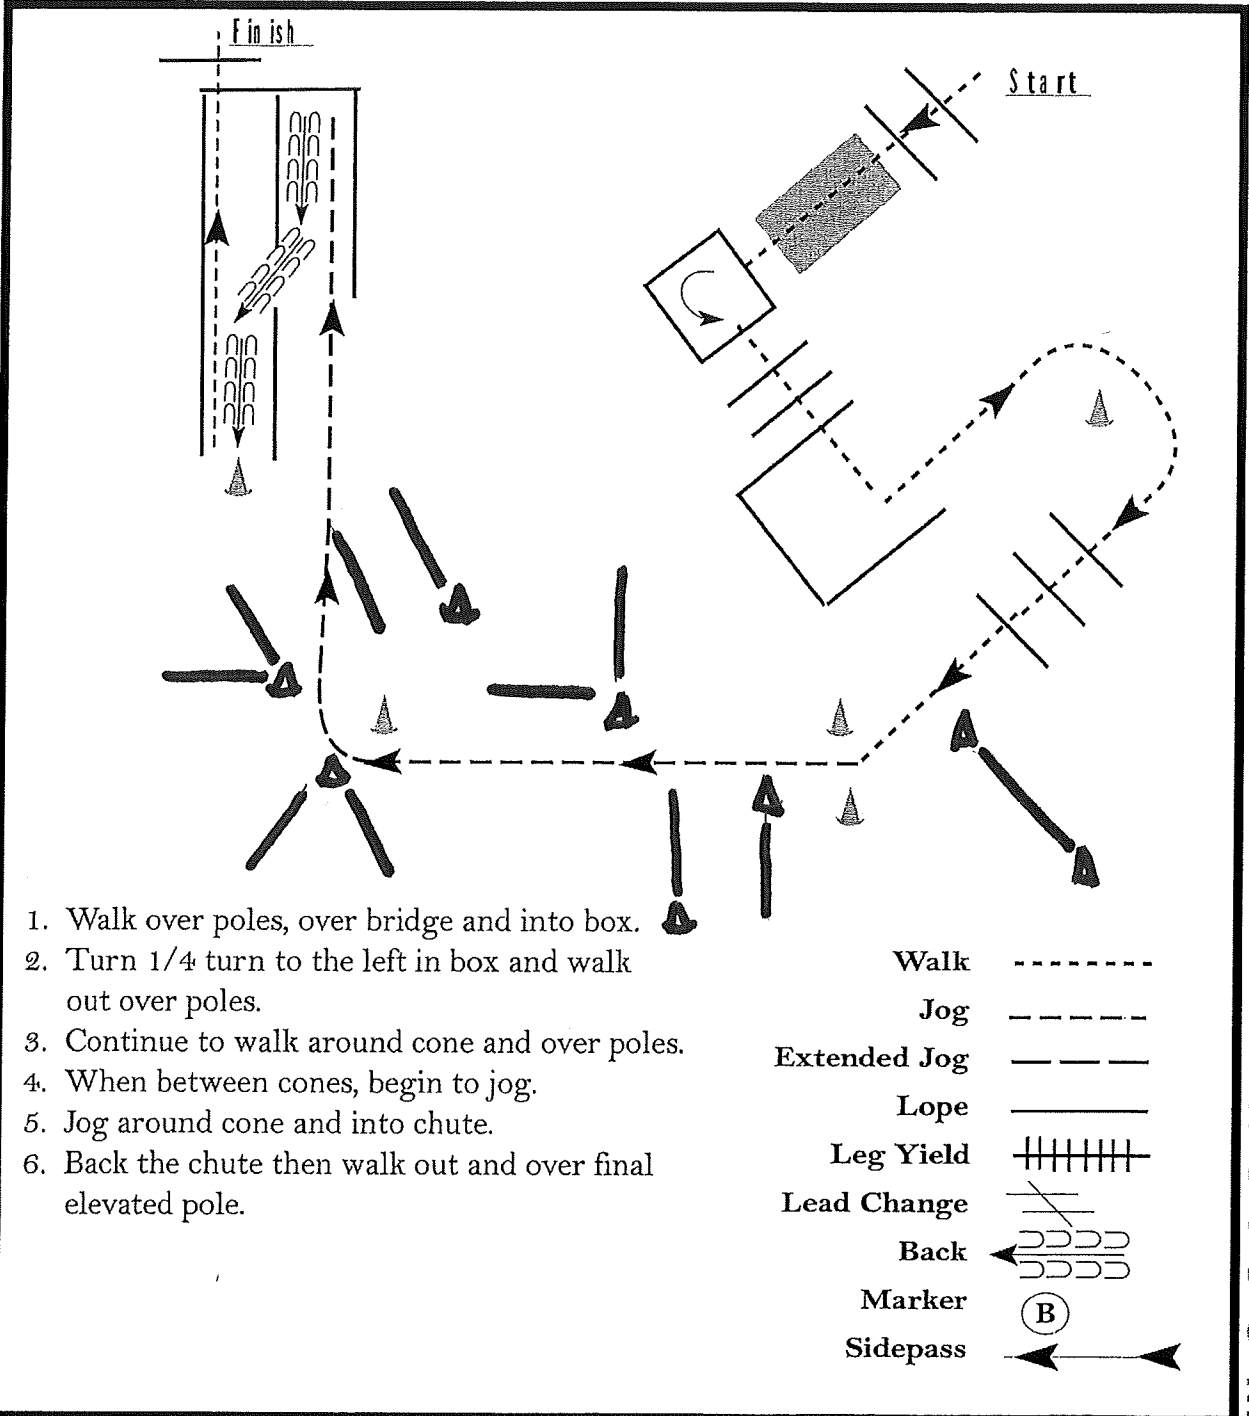 Finish
Start
1. Walk over poles, over bridge and into box.
2. Turn 1/4 turn to the left in box and walk
out over poles.
3. Continue to walk around cone and over poles.
4. When between cones, begin to jog.
5. Jog around cone and into chute.
6. Back the chute then walk out and over final
elevated pole.
Walk
Jog
Extended Jog
Lope
Leg Yield
Lead Change
Back
Marker B
Sidepass